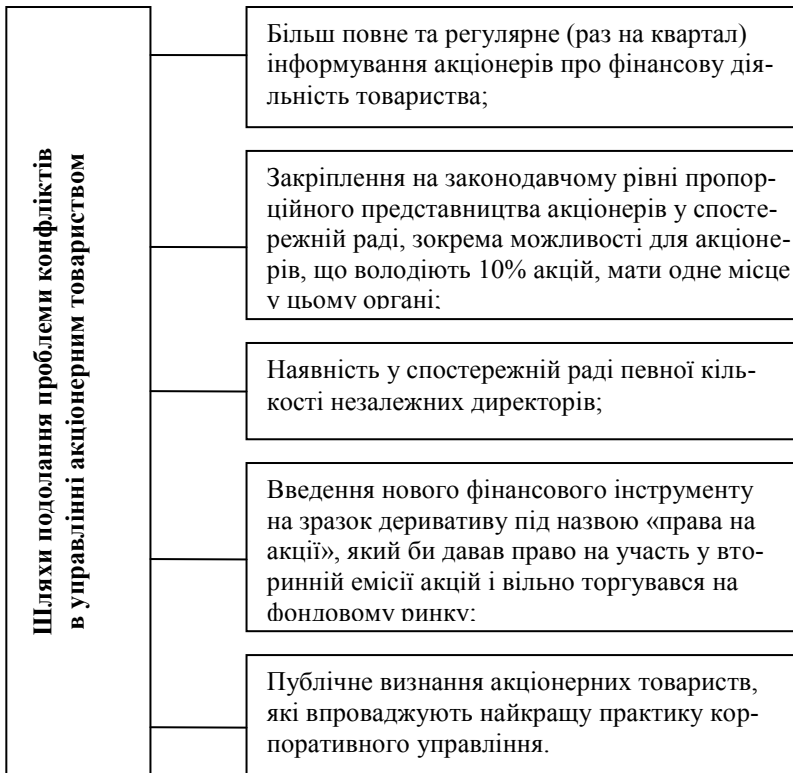 Шляхи подолання проблеми конфліктів
в управлінні акціонерним товариством
Більш повне та регулярне (раз на квартал)
інформування акціонерів про фінансову дія-
льність товариства;
Закріплення на законодавчому рівні пропор-
ційного представництва акціонерів у спосте-
режній раді, зокрема можливості для акціоне-
рів, що володіють 10% акцій, мати одне місце
у цьому органі;
Наявність у спостережній раді певної кіль-
кості незалежних директорів;
Введення нового фінансового інструменту
на зразок деривативу під назвою «права на
акції», який би давав право на участь у вто-
ринній емісії акцій і вільно торгувався на
фондовому ринку;
Публічне визнання акціонерних товариств,
які впроваджують найкращу практику кор-
поративного управління.